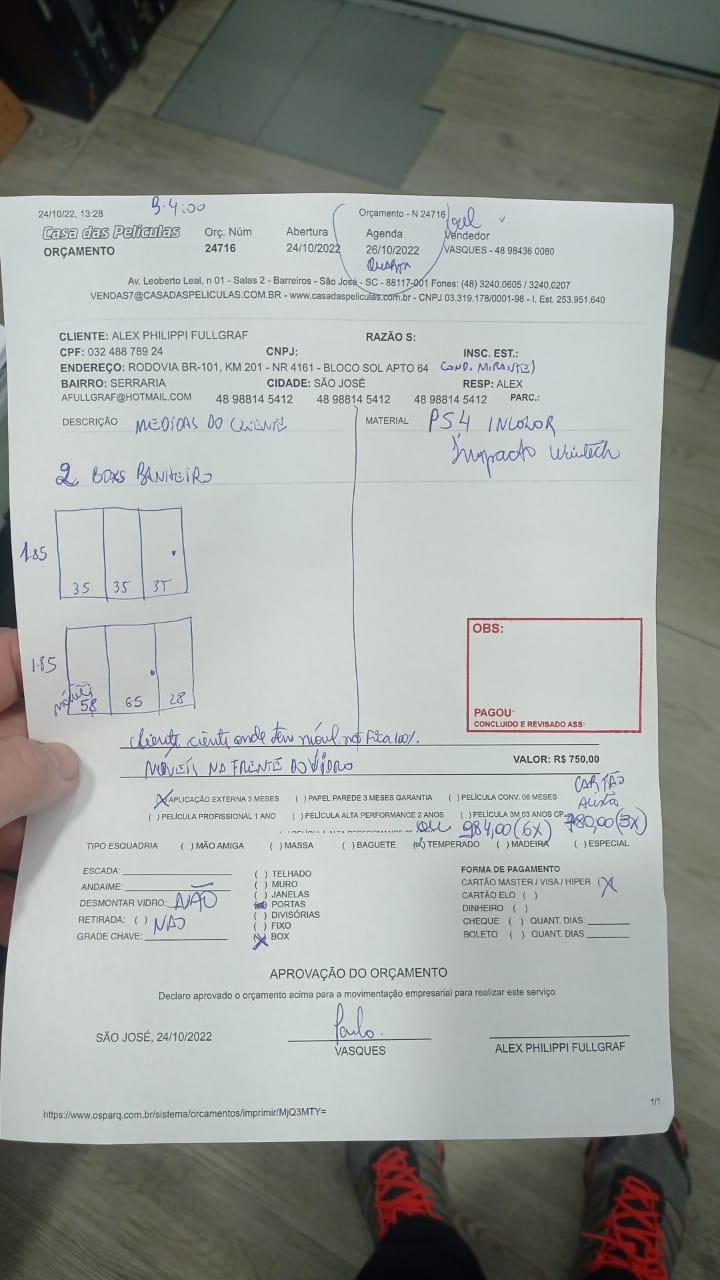 3-4:00
24/10/22, 13:28
Orçamento - N 24716
Casa das Películas
Orç. Núm
Abertura
Agenda
Vendedor
ORÇAMENTO
24716
24/10/2022
26/10/2022
VASQUES - 48 98436 0080
QUARTA
Av. Leoberto Leal, n 01 - Salas 2 - Barreiros - São José - SC - 88117-001 Fones: (48) 3240.0605 / 3240.0207
VENDAS7@CASADASPELICULAS.COM.BR - www.casadaspeliculas.com.br - CNPJ 03.319.178/0001-98 - I. Est. 253.951.640
CLIENTE: ALEX PHILIPPI FULLGRAF RAZÃO S:
CPF: 032 488 789 24 CNPJ: INSC. EST.:
ENDEREÇO: RODOVIA BR-101, KM 201 - NR 4161 - BLOCO SOL APTO 64 COND. MIRANTE)
BAIRRO: SERRARIA CIDADE: SÃO JOSÉ RESP: ALEX
AFULLGRAF@HOTMAIL.COM 48 98814 5412 48 98814 5412 48 98814 5412 PARC.:
DESCRIÇÃO MEDIDAS DO CLIENTE MATERIAL PS4 INCOLOR
Impacto Wintech
2 BOXS BANHEIRO
1.85
35 35 35
1.85
58 65 28
cliente ciente onde tem móvel não fica 100%.
MOVEIS NA FRENTE DO VIDRO
OBS:
PAGOU:
CONCLUIDO E REVISADO ASS:
VALOR: R$ 750,00
CARTÃO
(X) APLICAÇÃO EXTERNA 3 MESES ( ) PAPEL PAREDE 3 MESES GARANTIA ( ) PELÍCULA CONV. 06 MESES
( ) PELÍCULA PROFISSIONAL 1 ANO ( ) PELÍCULA ALTA PERFORMANCE 2 ANOS ( ) PELÍCULA 3M 03 ANOS CP 780,00 (3X)
OU 984,00 (6X)
TIPO ESQUADRIA ( ) MÃO AMIGA ( ) MASSA ( ) BAGUETE (X) TEMPERADO ( ) MADEIRA ( ) ESPECIAL
ESCADA:
ANDAIME:
DESMONTAR VIDRO: NÃO
RETIRADA: ( ) NÃO
GRADE CHAVE:
( ) TELHADO
( ) MURO
( ) JANELAS
PORTAS
( ) DIVISÓRIAS
( ) FIXO
(X) BOX
FORMA DE PAGAMENTO
CARTÃO MASTER / VISA / HIPER (X)
CARTÃO ELO ( )
DINHEIRO ( )
CHEQUE ( ) QUANT. DIAS:
BOLETO ( ) QUANT. DIAS
APROVAÇÃO DO ORÇAMENTO
Declaro aprovado o orçamento acima para a movimentação empresarial para realizar este serviço
SÃO JOSÉ, 24/10/2022
Paulo.
VASQUES
ALEX PHILIPPI FULLGRAF
https://www.osparq.com.br/sistema/orcamentos/imprimir/MjQ3MTY=
1/1